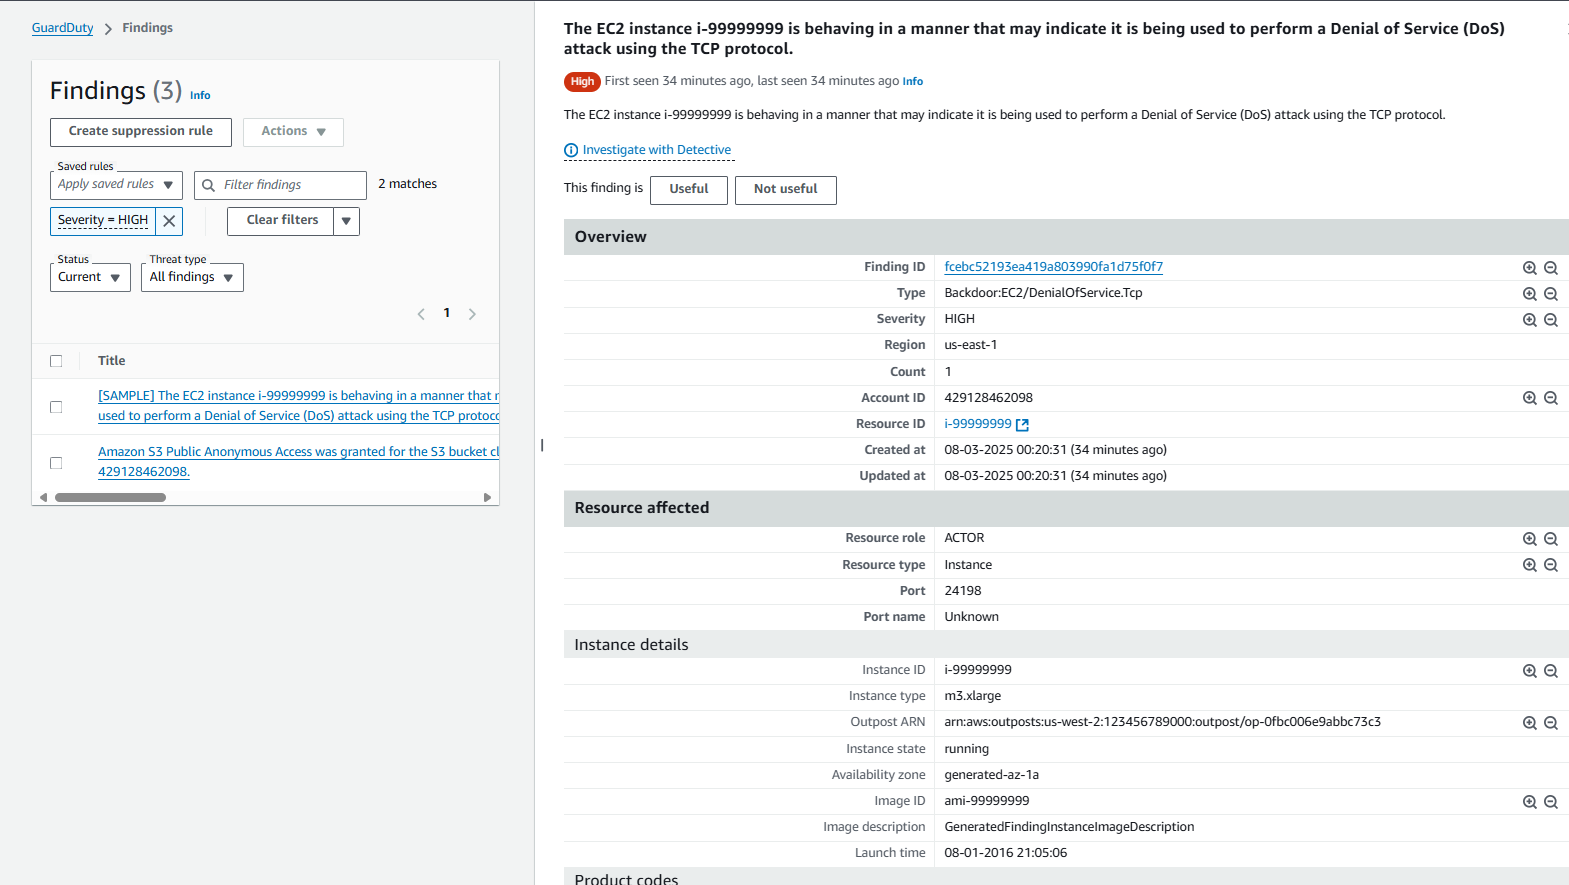 GuardDuty > Findings
Findings (3) Info
Create suppression rule
Actions
Saved rules
Apply saved rules
Filter findings
2 matches
Severity = HIGH
Clear filters
Status
Current
Threat type
All findings
1
Title
[SAMPLE] The EC2 instance i-99999999 is behaving in a manner that
used to perform a Denial of Service (DoS) attack using the TCP
Amazon S3 Public Anonymous Access was granted for the S3 bucket
429128462098.
The EC2 instance i-99999999 is behaving in a manner that may indicate it is being used to perform a Denial of Service (DoS)
attack using the TCP protocol.
High First seen 34 minutes ago, last seen 34 minutes ago Info
The EC2 instance i-99999999 is behaving in a manner that may indicate it is being used to perform a Denial of Service (DoS) attack using the TCP protocol.
Investigate with Detective
This finding is Useful Not useful
Overview
Finding ID fcebc52193ea419a803990fa1d75f0f7
Type Backdoor:EC2/DenialOfService.Tcp
Severity HIGH
Region us-east-1
Count 1
Account ID 429128462098
Resource ID i-99999999
Created at 08-03-2025 00:20:31 (34 minutes ago)
Updated at 08-03-2025 00:20:31 (34 minutes ago)
Resource affected
Resource role ACTOR
Resource type Instance
Port 24198
Port name Unknown
Instance details
Instance ID i-99999999
Instance type m3.xlarge
Outpost ARN arn:aws:outposts:us-west-2:123456789000:outpost/op-0fbc006e9abbc73c3
Instance state running
Availability zone generated-az-1a
Image ID ami-99999999
Image description GeneratedFindingInstanceImageDescription
Launch time 08-01-2016 21:05:06
Product codes